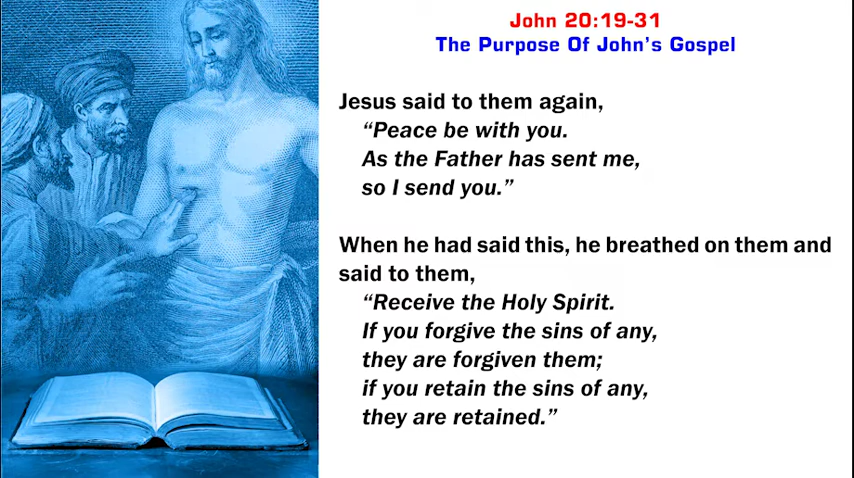 John 20:19-31
The Purpose Of John's Gospel
Jesus said to them again,
“Peace be with you.
As the Father has sent me,
so I send you.”
When he had said this, he breathed on them and
said to them,
“Receive the Holy Spirit.
If you forgive the sins of any,
they are forgiven them;
if you retain the sins of any,
they are retained.”